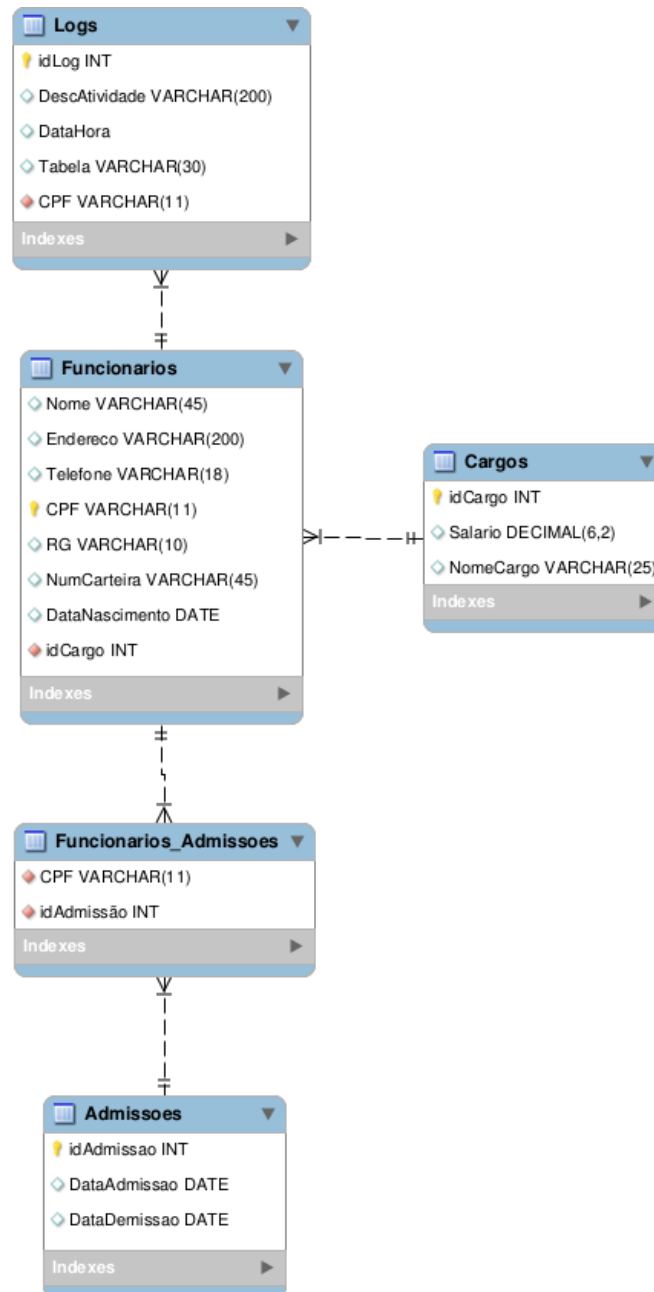 Logs
idLog INT
DescAtividade VARCHAR(200)
DataHora
Tabela VARCHAR(30)
CPF VARCHAR(11)
Indexes
Funcionarios
Nome VARCHAR(45)
Endereco VARCHAR(200)
Telefone VARCHAR(18)
CPF VARCHAR(11)
RG VARCHAR(10)
NumCarteira VARCHAR(45)
DataNascimento DATE
idCargo INT
Indexes
Cargos
idCargo INT
Salario DECIMAL(6,2)
NomeCargo VARCHAR(25)
Indexes
Funcionarios_Admissoes
CPF VARCHAR(11)
idAdmissão INT
Indexes
Admissoes
idAdmissao INT
DataAdmissao DATE
DataDemissao DATE
Indexes